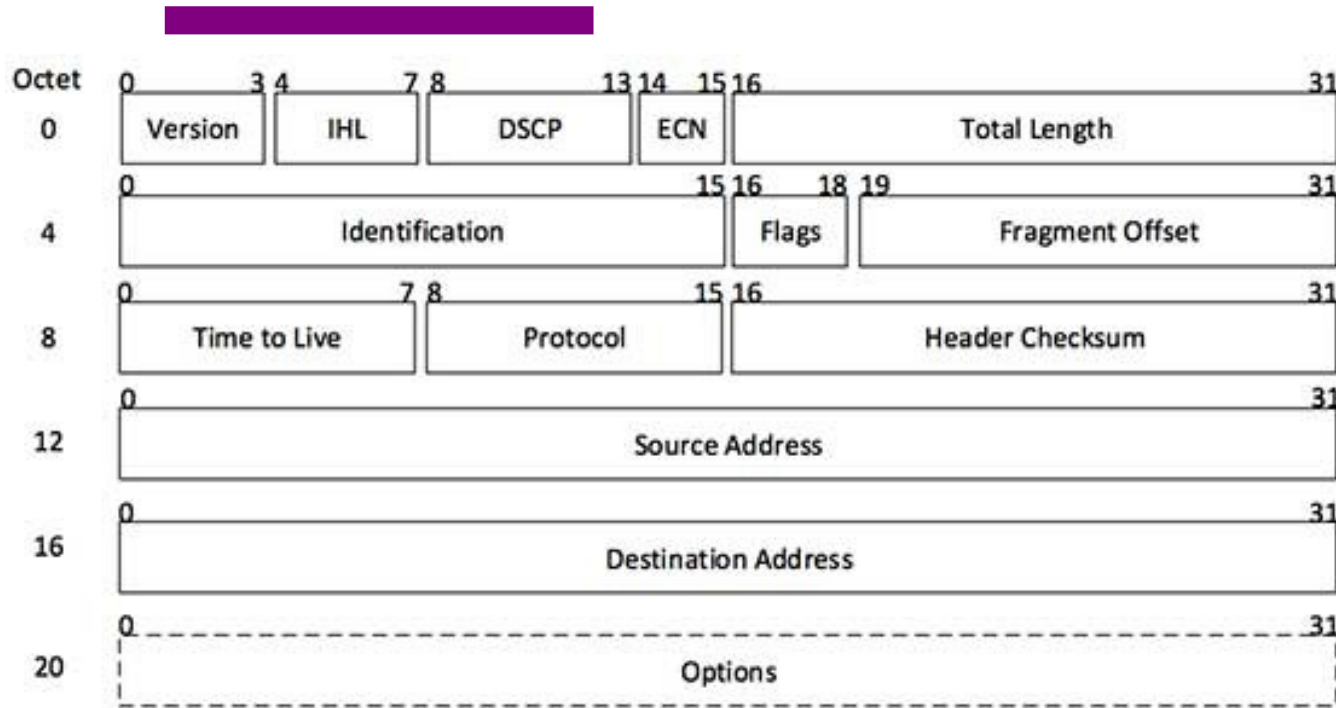 Octet 0 3 4 7 8 13 14 15 16 31
0 Version IHL DSCP ECN Total Length
0 15 16 18 19 31
4 Identification Flags Fragment Offset
0 7 8 15 16 31
8 Time to Live Protocol Header Checksum
0 31
12 Source Address
0 31
16 Destination Address
0 31
20 Options